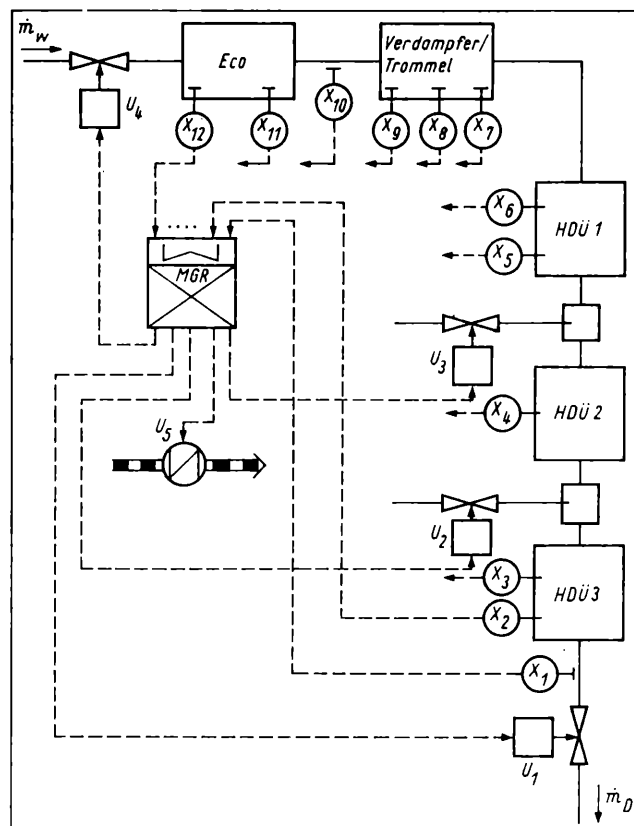 ṁ_W
Eco
Verdampfer/
Trommel
U_4
X_12
X_11
X_10
X_9
X_8
X_7
X_6
X_5
HDÜ 1
.....
MGR
U_3
X_4
HDÜ 2
U_5
U_2
X_3
X_2
HDÜ 3
X_1
U_1
ṁ_D